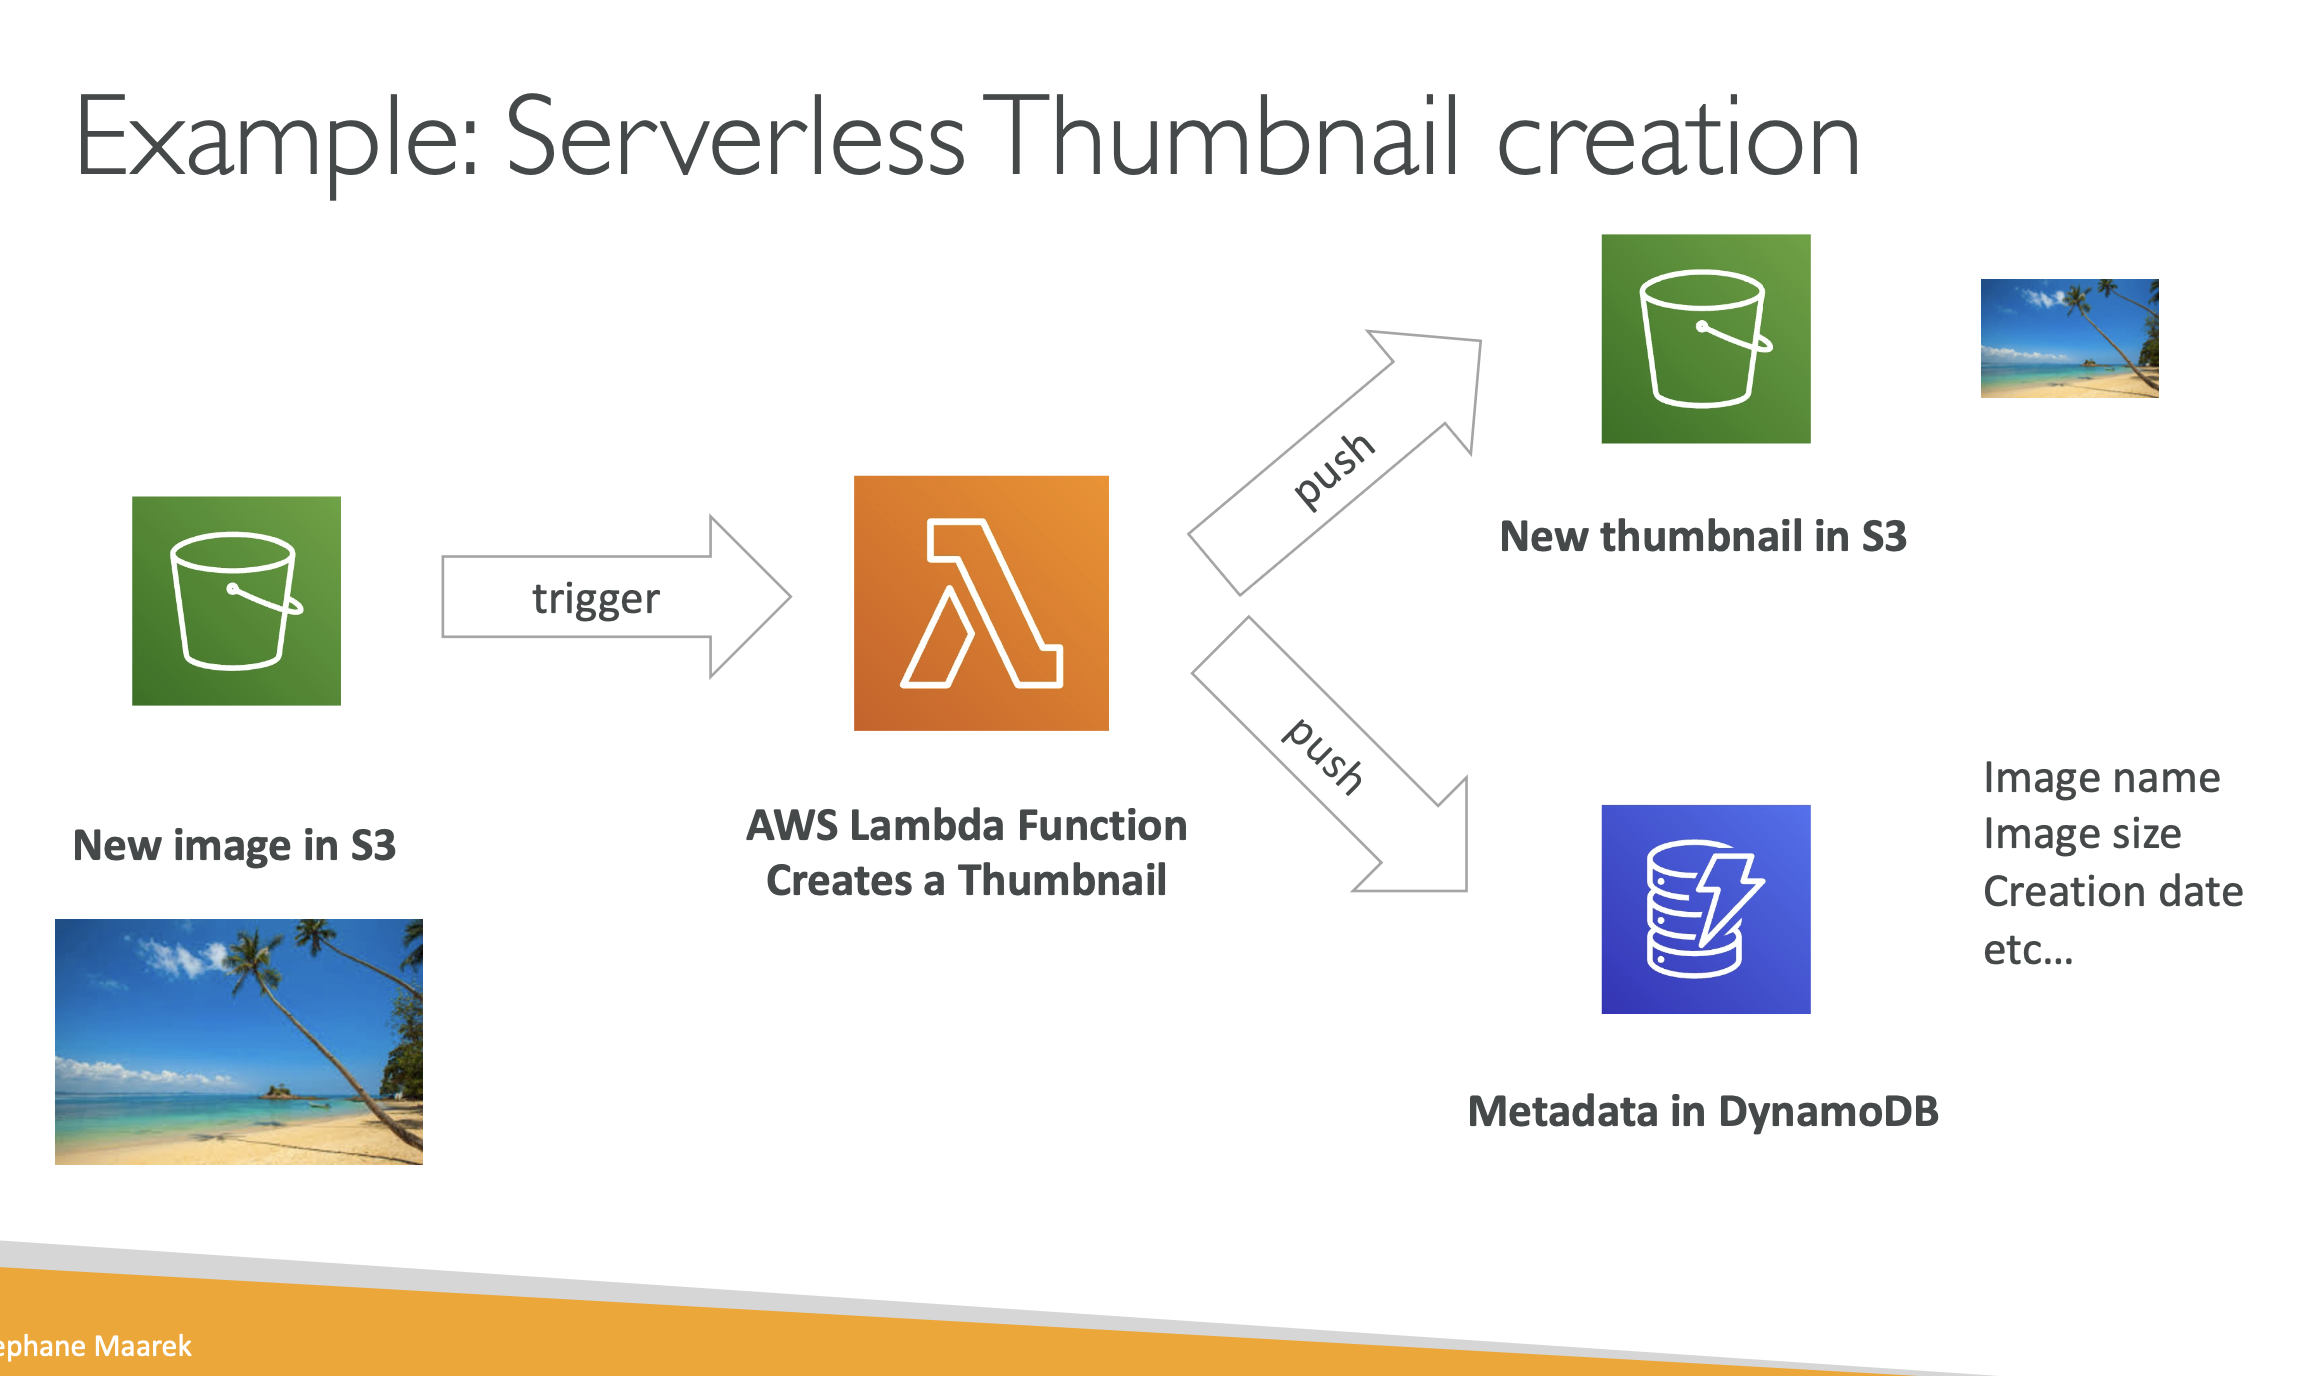 Example: Serverless Thumbnail creation
trigger
push
New thumbnail in S3
push
New image in S3
AWS Lambda Function
Creates a Thumbnail
Image name
Image size
Creation date
etc...
Metadata in DynamoDB
ephane Maarek